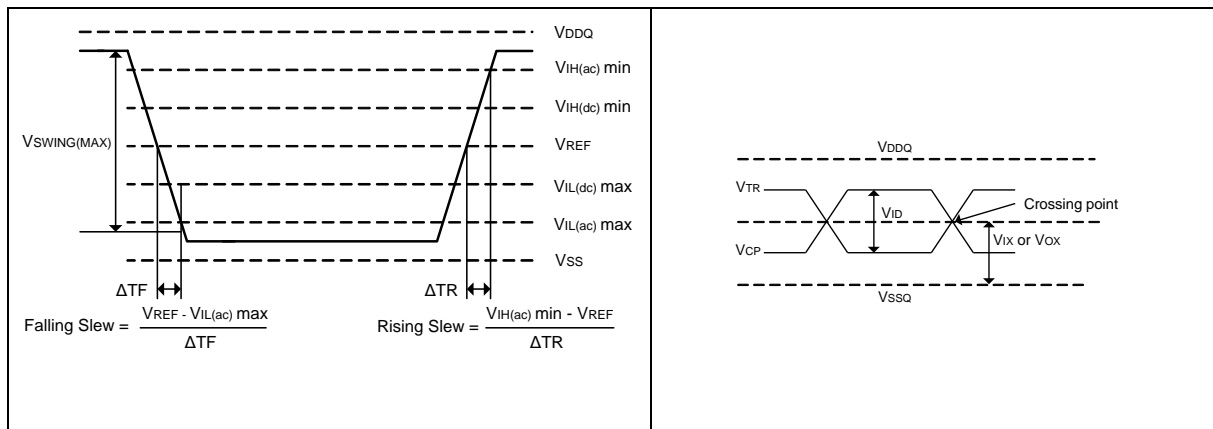 VDDQ
VIH(ac) min
VIH(dc) min
VSWING(MAX)
VREF
VIL(dc) max
VIL(ac) max
VSS
ΔTF
ΔTR
Falling Slew = VREF - VIL(ac) max
ΔTF
Rising Slew = VIH(ac) min - VREF
ΔTR
VDDQ
VTR
VID
Crossing point
VIX or VOX
VCP
VSSQ